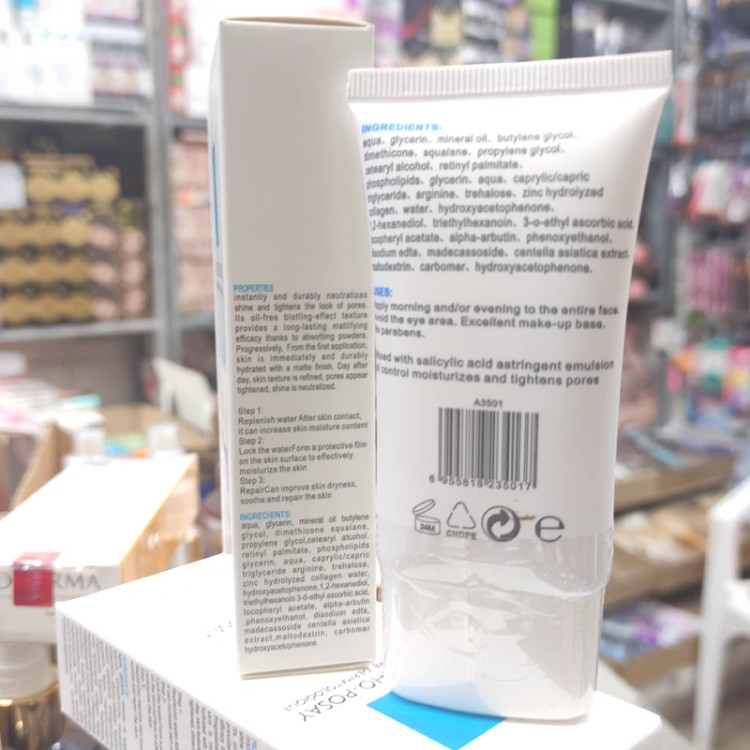 PROPERTIES
instantly and durably neutralizes
shine and tightens the look of pores.
Its oil-free blotting-effect texture
provides a long-lasting mattifying
efficacy thanks to absorbing powders.
Progressively, From the first application,
skin is immediately and durably
hydrated with a matte finish. Day after
day, skin texture is refined, pores appear
tightened, shine is neutralized.
Step 1:
Replenish water After skin contact,
it can increase skin moisture content
Step 2:
Lock the waterForm a protective film
on the skin surface to effectively
moisturize the skin
Step 3:
RepairCan improve skin dryness,
soothe and repair the skin
INGREDIENTS:
aqua, glycerin, mineral oil butylene
glycol, dimethicone squalane,
propylene glycol,cetearyl alcohol,
retinyl palmitate, phospholipids
glycerin, aqua, caprylic/capric
triglyceride arginine, trehalose,
zinc hydrolyzed collagen water,
hydroxyacetophenone,1,2-hexanediol,
triethylhexanoin 3-0-ethyl ascorbic acid,
locopheryl acetate, alpha-arbutin
,phenoxyethanol, disodium edta,
madecassoside centella asiatica
extract,maltodextrin, carbomer
hydroxyacetophenone.
INGREDIENTS:
aqua、glycerin、mineral oil、butylene glycol、
dimethicone、squalane、propylene glycol、
cetearyl alcohol、retinyl palmitate、
phospholipids、glycerin、aqua、caprylic/capric
triglyceride、arginine、trehalose、zinc hydrolyzed
collagen、water、hydroxyacetophenone、
1,2-hexanediol、triethylhexanoin、3-o-ethyl ascorbic acid、
tocopheryl acetate、alpha-arbutin、phenoxyethanol、
disodium edta、madecassoside、centella asiatica extract、
maltodextrin、carbomer、hydroxyacetophenone.
USES:
Apply morning and/or evening to the entire face.
Avoid the eye area. Excellent make-up base.
No parabens.
Mixed with salicylic acid astringent emulsion
oil control moisturizes and tightens pores
A3501
6 955818 235017
24M
CHDPE
e
RMA
HO-POSAY